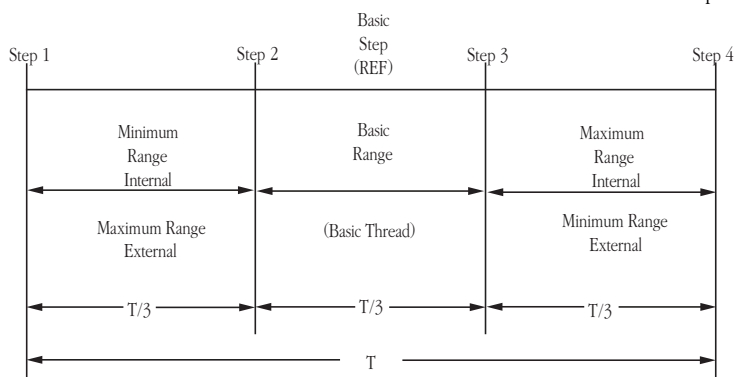 Step 1
Step 2
Basic
Step
(REF)
Step 3
Step 4
Minimum
Range
Internal
Basic
Range
Maximum
Range
Internal
Maximum Range
External
(Basic Thread)
Minimum Range
External
T/3
T/3
T/3
T